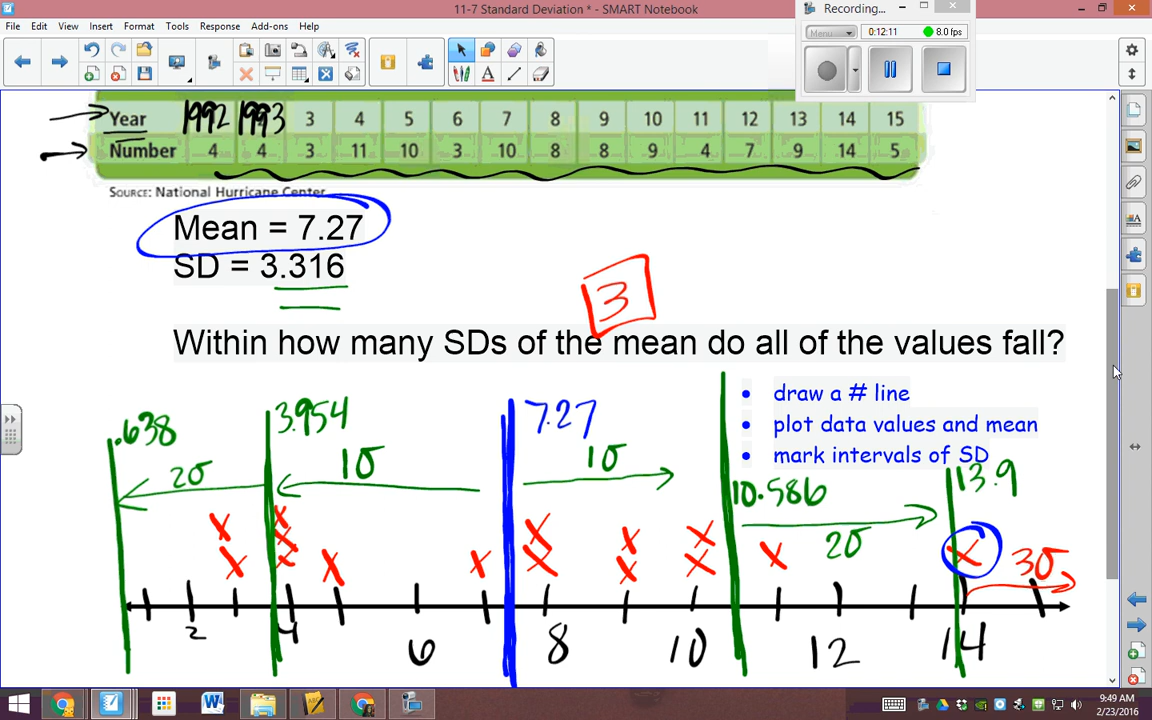 11-7 Standard Deviation * - SMART Notebook
Recording...
File Edit View Insert Format Tools Response Add-ons Help
Menu 0:12:11 8.0 fps
Year 1992 1993 3 4 5 6 7 8 9 10 11 12 13 14 15
Number 4 4 3 11 10 3 10 8 8 9 4 7 9 14 5
SOURCE: National Hurricane Center
Mean = 7.27
SD = 3.316
3
Within how many SDs of the mean do all of the values fall?
• draw a # line
• plot data values and mean
• mark intervals of SD
.638 3.954 7.27 10.586 13.9
2σ 1σ 1σ 2σ 3σ
x x x x x x x x x x x x x x x
2 4 6 8 10 12 14
9:49 AM
2/23/2016